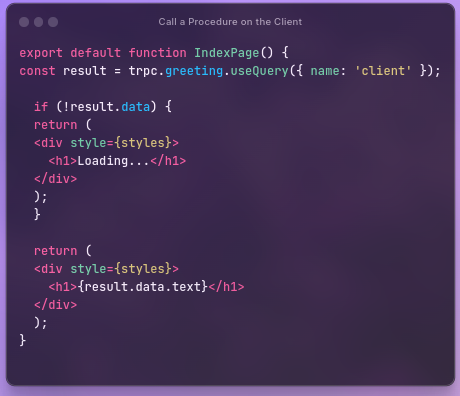 Call a Procedure on the Client
export default function IndexPage() {
const result = trpc.greeting.useQuery({ name: 'client' });
if (!result.data) {
return (
<div style={styles}>
<h1>Loading...</h1>
</div>
);
}
return (
<div style={styles}>
<h1>{result.data.text}</h1>
</div>
);
}